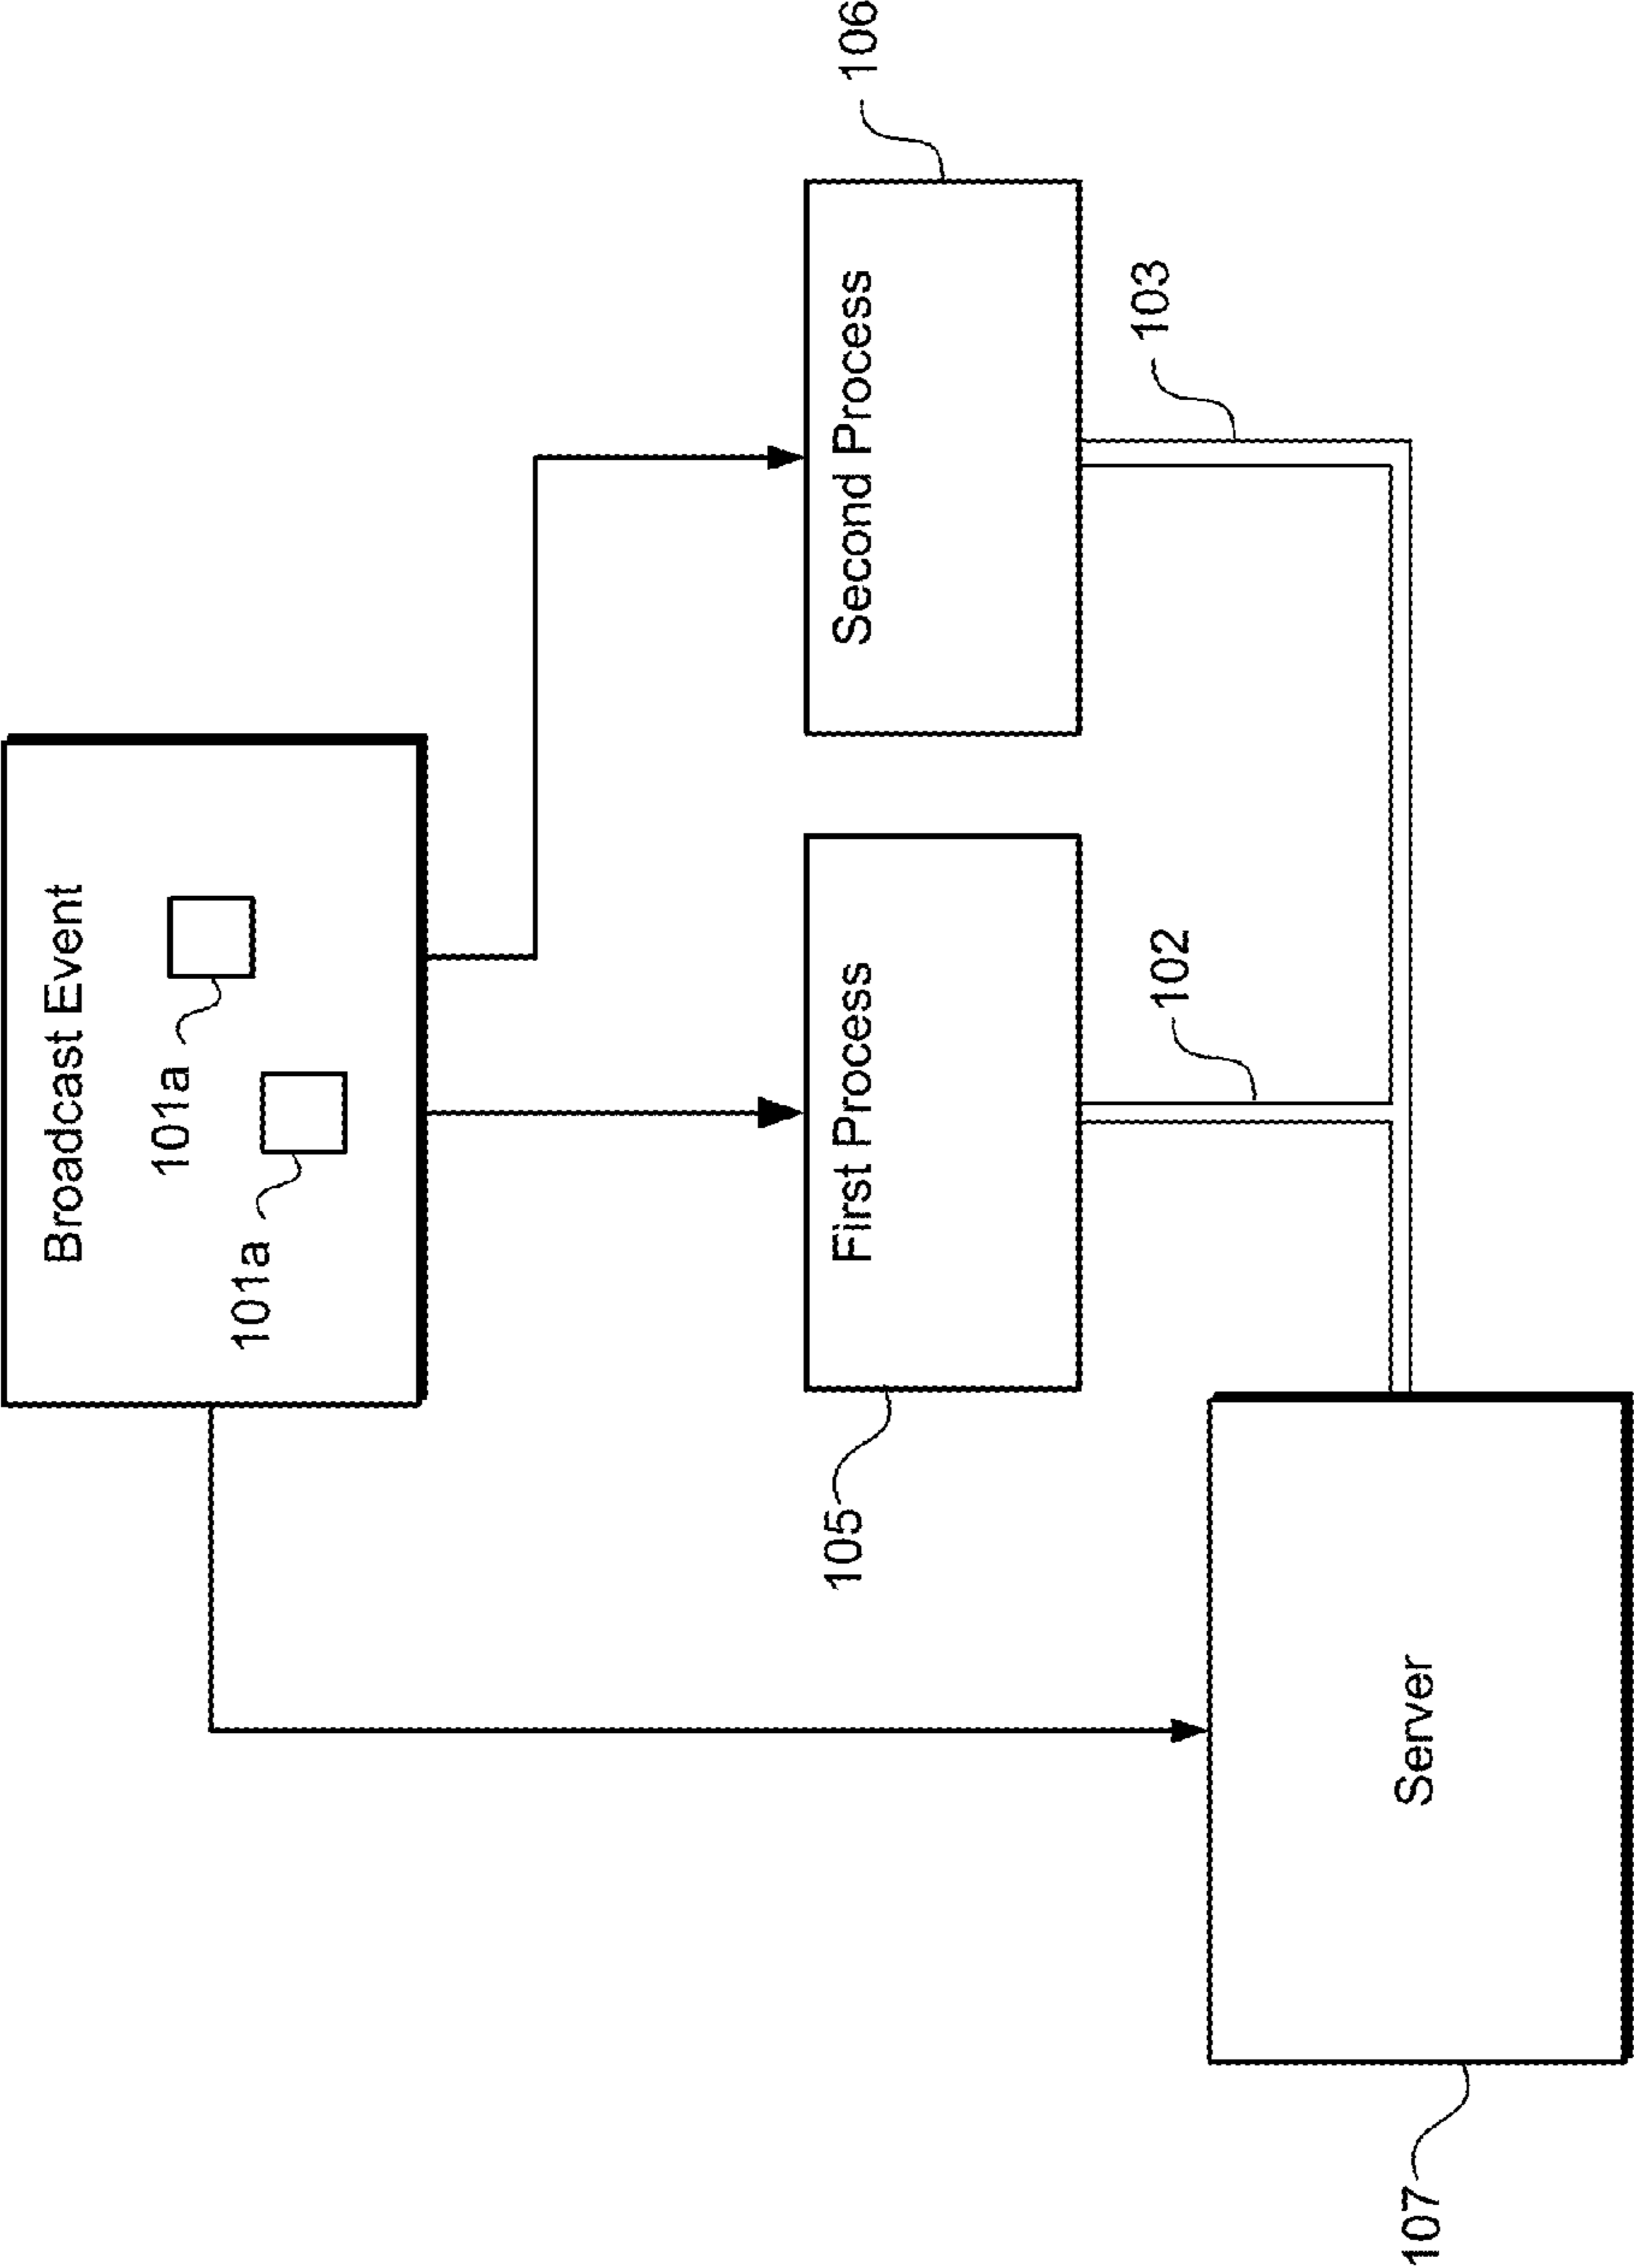 Broadcast Event
101a
101a
First Process
Second Process
105
106
102
103
Server
107